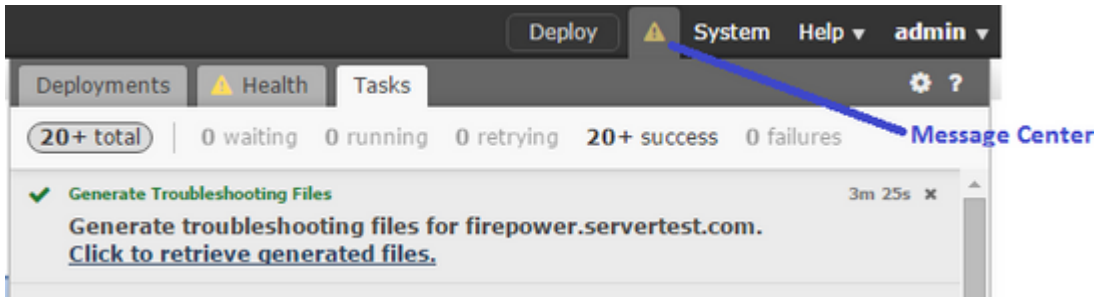 Deploy System Help admin
Deployments Health Tasks ?
20+ total 0 waiting 0 running 0 retrying 20+ success 0 failures
Message Center
Generate Troubleshooting Files 3m 25s
Generate troubleshooting files for firepower.servertest.com.
Click to retrieve generated files.